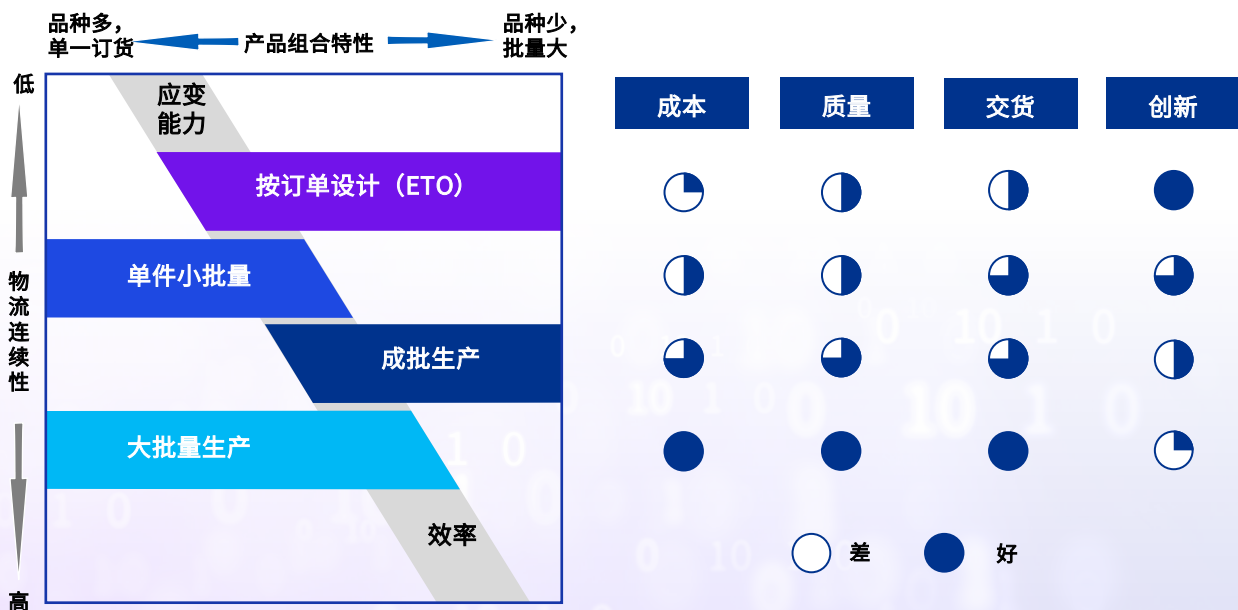 品种多，
单一订货
产品组合特性
品种少，
批量大
低
物流连续性
高
应变
能力
按订单设计（ETO）
单件小批量
成批生产
大批量生产
效率
成本
质量
交货
创新
差
好